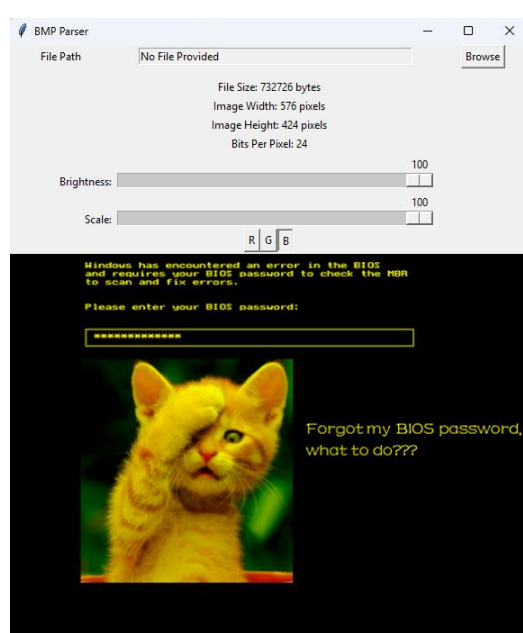 BMP Parser
File Path No File Provided Browse
File Size: 732726 bytes
Image Width: 576 pixels
Image Height: 424 pixels
Bits Per Pixel: 24
100
Brightness:
100
Scale:
R G B
Windows has encountered an error in the BIOS
and requires your BIOS password to check the MBR
to scan and fix errors.
Please enter your BIOS password:
*************
Forgot my BIOS password,
what to do???